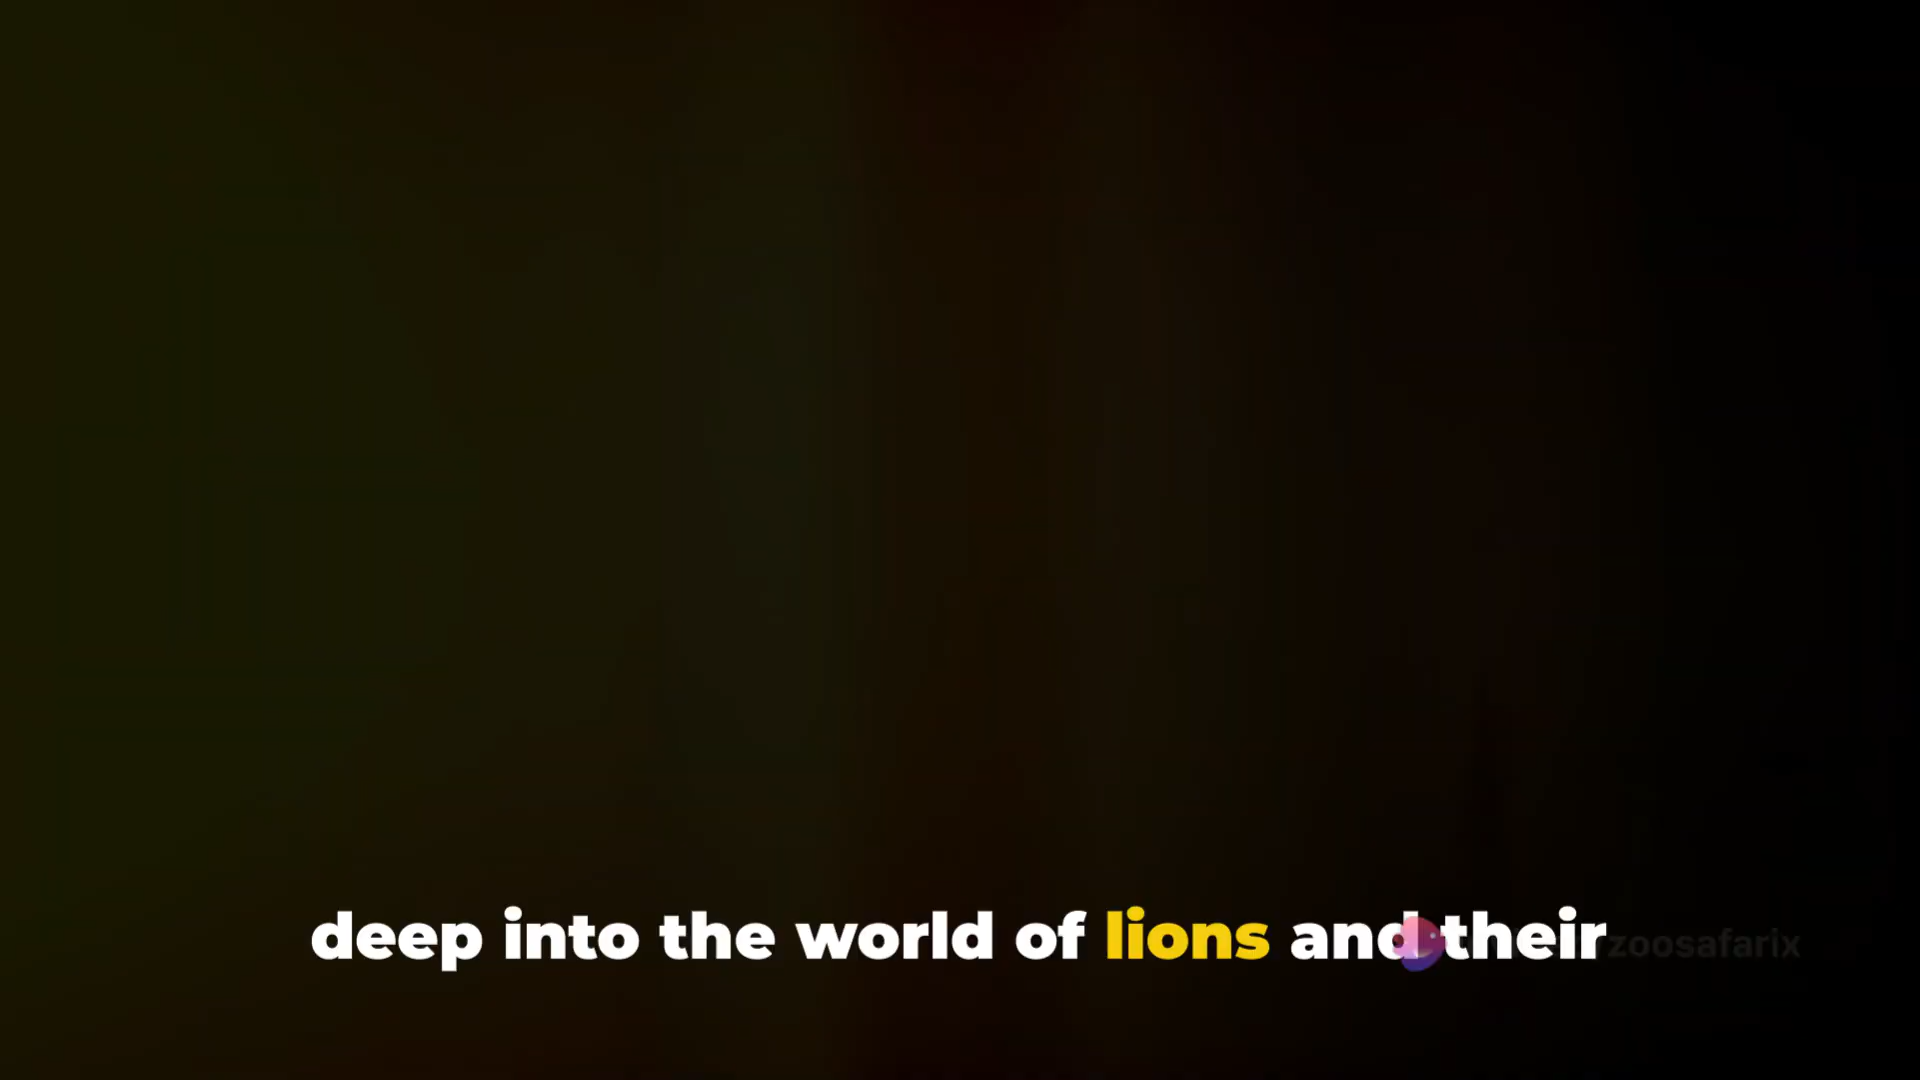 deep into the world of lions and their
zoosafarix